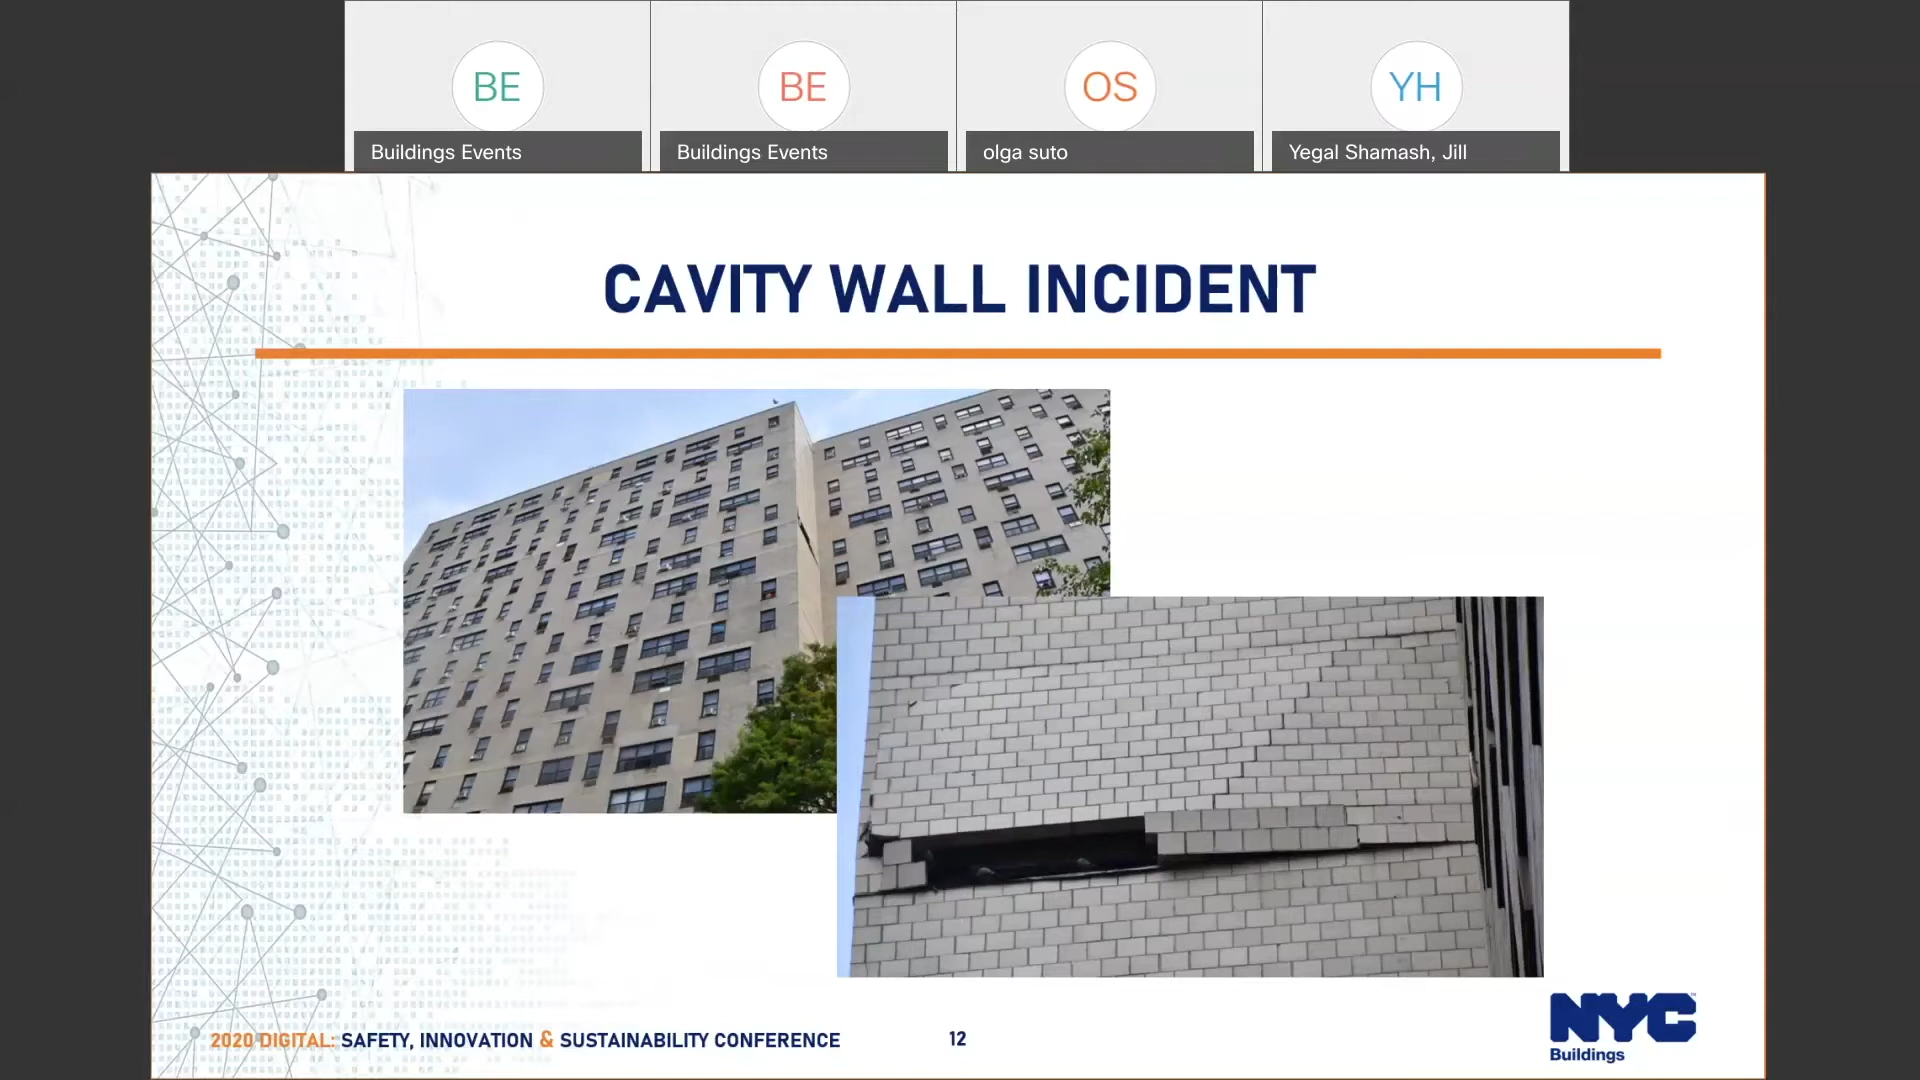 BE
BE
OS
YH
Buildings Events
Buildings Events
olga suto
Yegal Shamash, Jill
CAVITY WALL INCIDENT
2020 DIGITAL: SAFETY, INNOVATION & SUSTAINABILITY CONFERENCE
12
NYC
Buildings